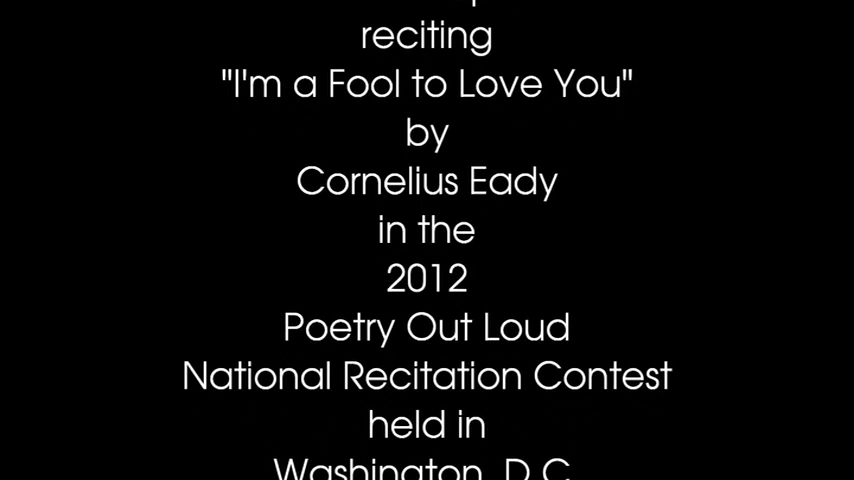 reciting
"I'm a Fool to Love You"
by
Cornelius Eady
in the
2012
Poetry Out Loud
National Recitation Contest
held in
Washington, D.C.